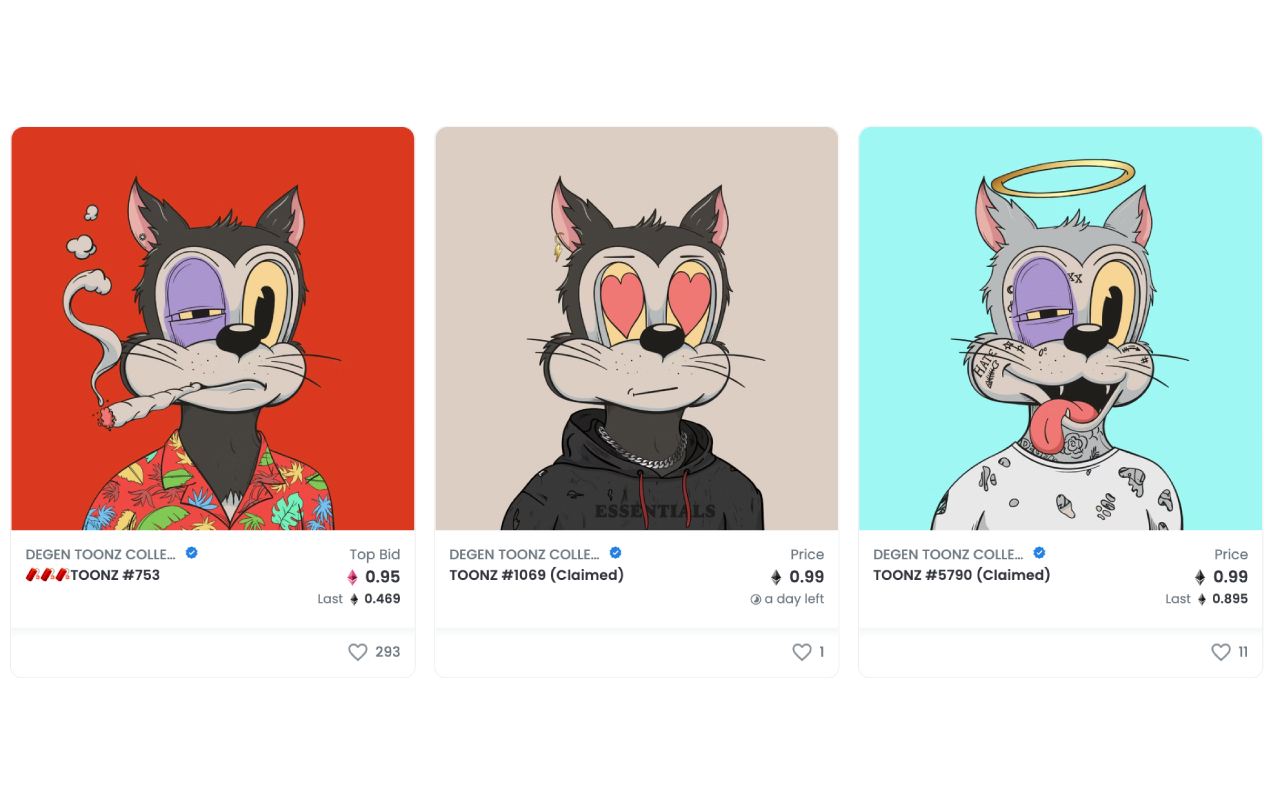 ESSENTIALS
HATE
XX
DEGEN TOONZ COLLE...
Top Bid
🧨🧨🧨TOONZ #753
0.95
Last 0.469
293
DEGEN TOONZ COLLE...
Price
TOONZ #1069 (Claimed)
0.99
a day left
1
DEGEN TOONZ COLLE...
Price
TOONZ #5790 (Claimed)
0.99
Last 0.895
11